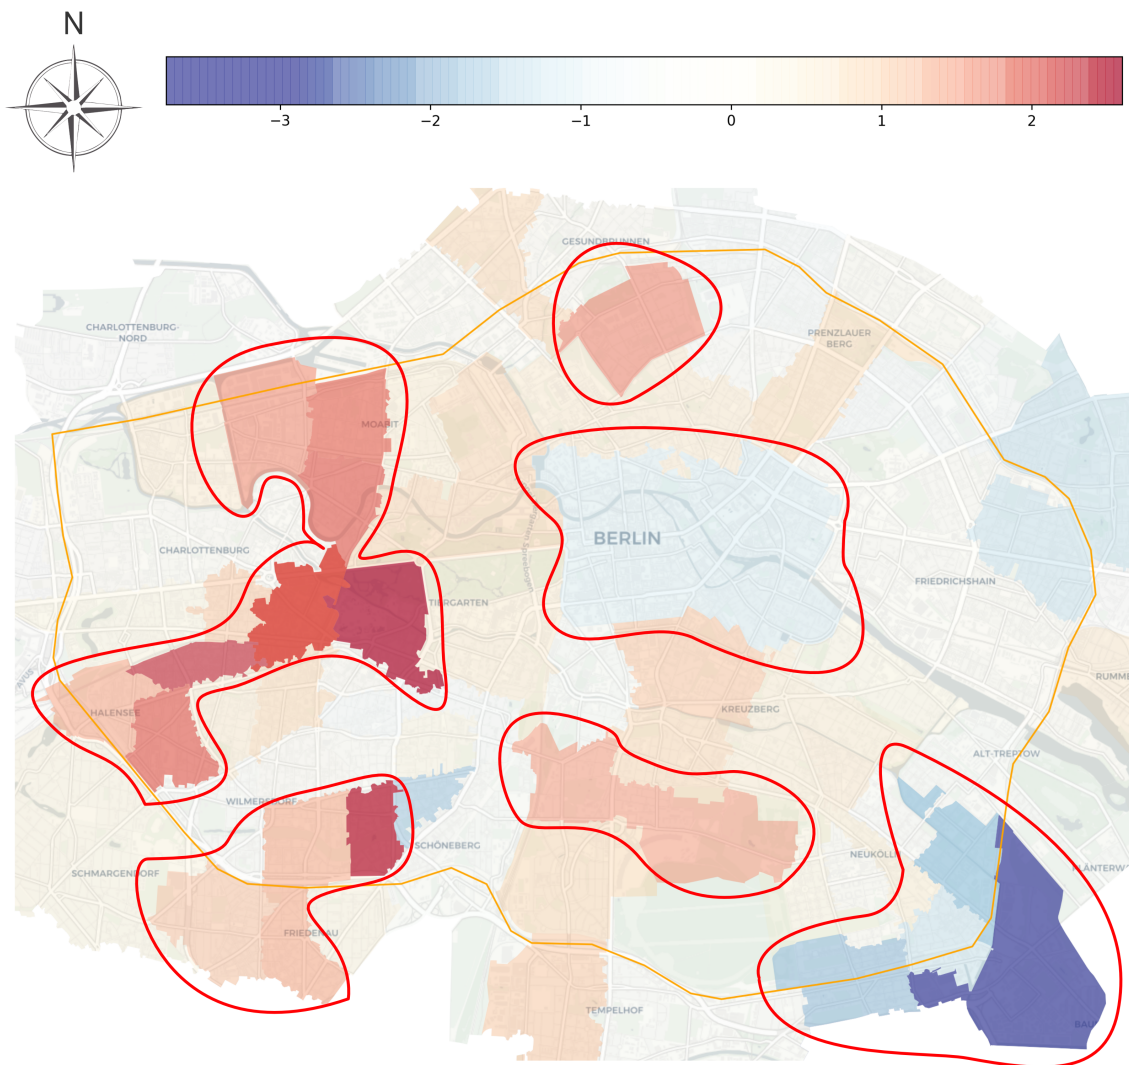 N
−3 −2 −1 0 1 2
GESUNDBRUNNEN
CHARLOTTENBURG-
NORD
PRENZLAUER
BERG
MOABIT
BERLIN
CHARLOTTENBURG
FRIEDRICHSHAIN
TIERGARTEN
AVUS
RUMME
HALENSEE
KREUZBERG
ALT-TREPTOW
WILMERSDORF
SCHÖNEBERG
NEUKÖLLN
SCHMARGENDORF
PLÄNTERW
FRIEDENAU
TEMPELHOF
BAU